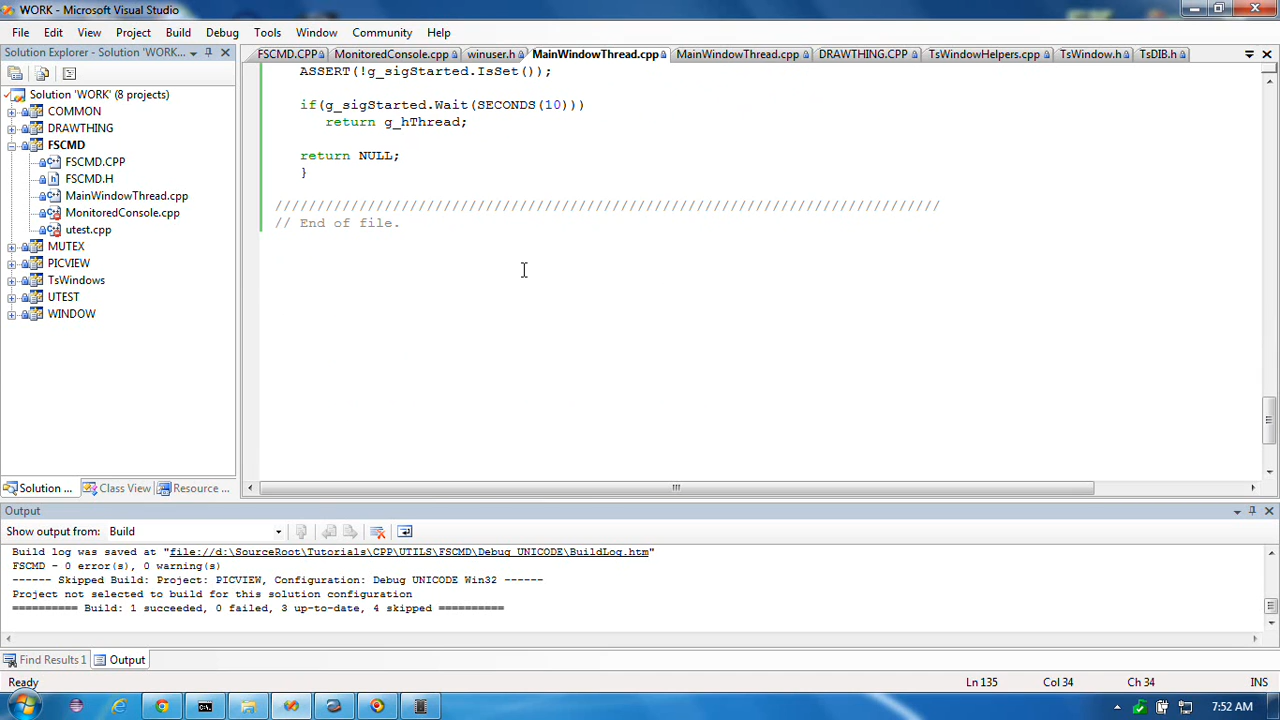 WORK - Microsoft Visual Studio
File Edit View Project Build Debug Tools Window Community Help
Solution Explorer - Solution 'WORK...
FSCMD.CPP MonitoredConsole.cpp winuser.h MainWindowThread.cpp MainWindowThread.cpp DRAWTHING.CPP TsWindowHelpers.cpp TsWindow.h TsDIB.h
Solution 'WORK' (8 projects)
COMMON
DRAWTHING
FSCMD
FSCMD.CPP
FSCMD.H
MainWindowThread.cpp
MonitoredConsole.cpp
utest.cpp
MUTEX
PICVIEW
TsWindows
UTEST
WINDOW
Solution ... Class View Resource ...
ASSERT(!g_sigStarted.IsSet());
if(g_sigStarted.Wait(SECONDS(10)))
return g_hThread;
return NULL;
}
///////////////////////////////////////////////////////////////////////////////
// End of file.
Output
Show output from: Build
Build log was saved at "file://d:\SourceRoot\Tutorials\CPP\UTILS\FSCMD\Debug UNICODE\BuildLog.htm"
FSCMD - 0 error(s), 0 warning(s)
------ Skipped Build: Project: PICVIEW, Configuration: Debug UNICODE Win32 ------
Project not selected to build for this solution configuration
========== Build: 1 succeeded, 0 failed, 3 up-to-date, 4 skipped ==========
Find Results 1 Output
Ready Ln 135 Col 34 Ch 34 INS
7:52 AM